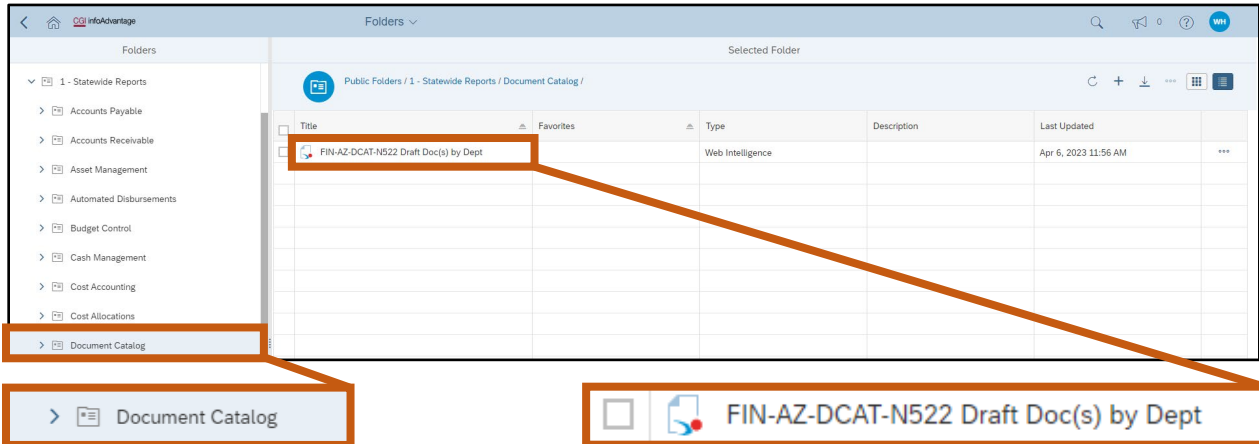 CGI infoAdvantage
Folders
0
WH
Folders
Selected Folder
1 - Statewide Reports
Accounts Payable
Accounts Receivable
Asset Management
Automated Disbursements
Budget Control
Cash Management
Cost Accounting
Cost Allocations
Document Catalog
Public Folders / 1 - Statewide Reports / Document Catalog /
Title Favorites Type Description Last Updated
FIN-AZ-DCAT-N522 Draft Doc(s) by Dept Web Intelligence Apr 6, 2023 11:56 AM
Document Catalog
FIN-AZ-DCAT-N522 Draft Doc(s) by Dept